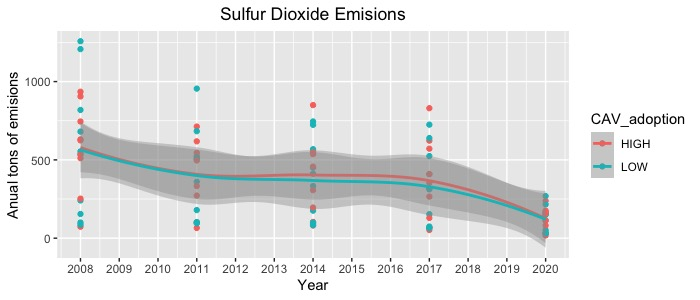 Sulfur Dioxide Emisions
Anual tons of emisions
1000
500
0
2008 2009 2010 2011 2012 2013 2014 2015 2016 2017 2018 2019 2020
Year
CAV_adoption
HIGH
LOW